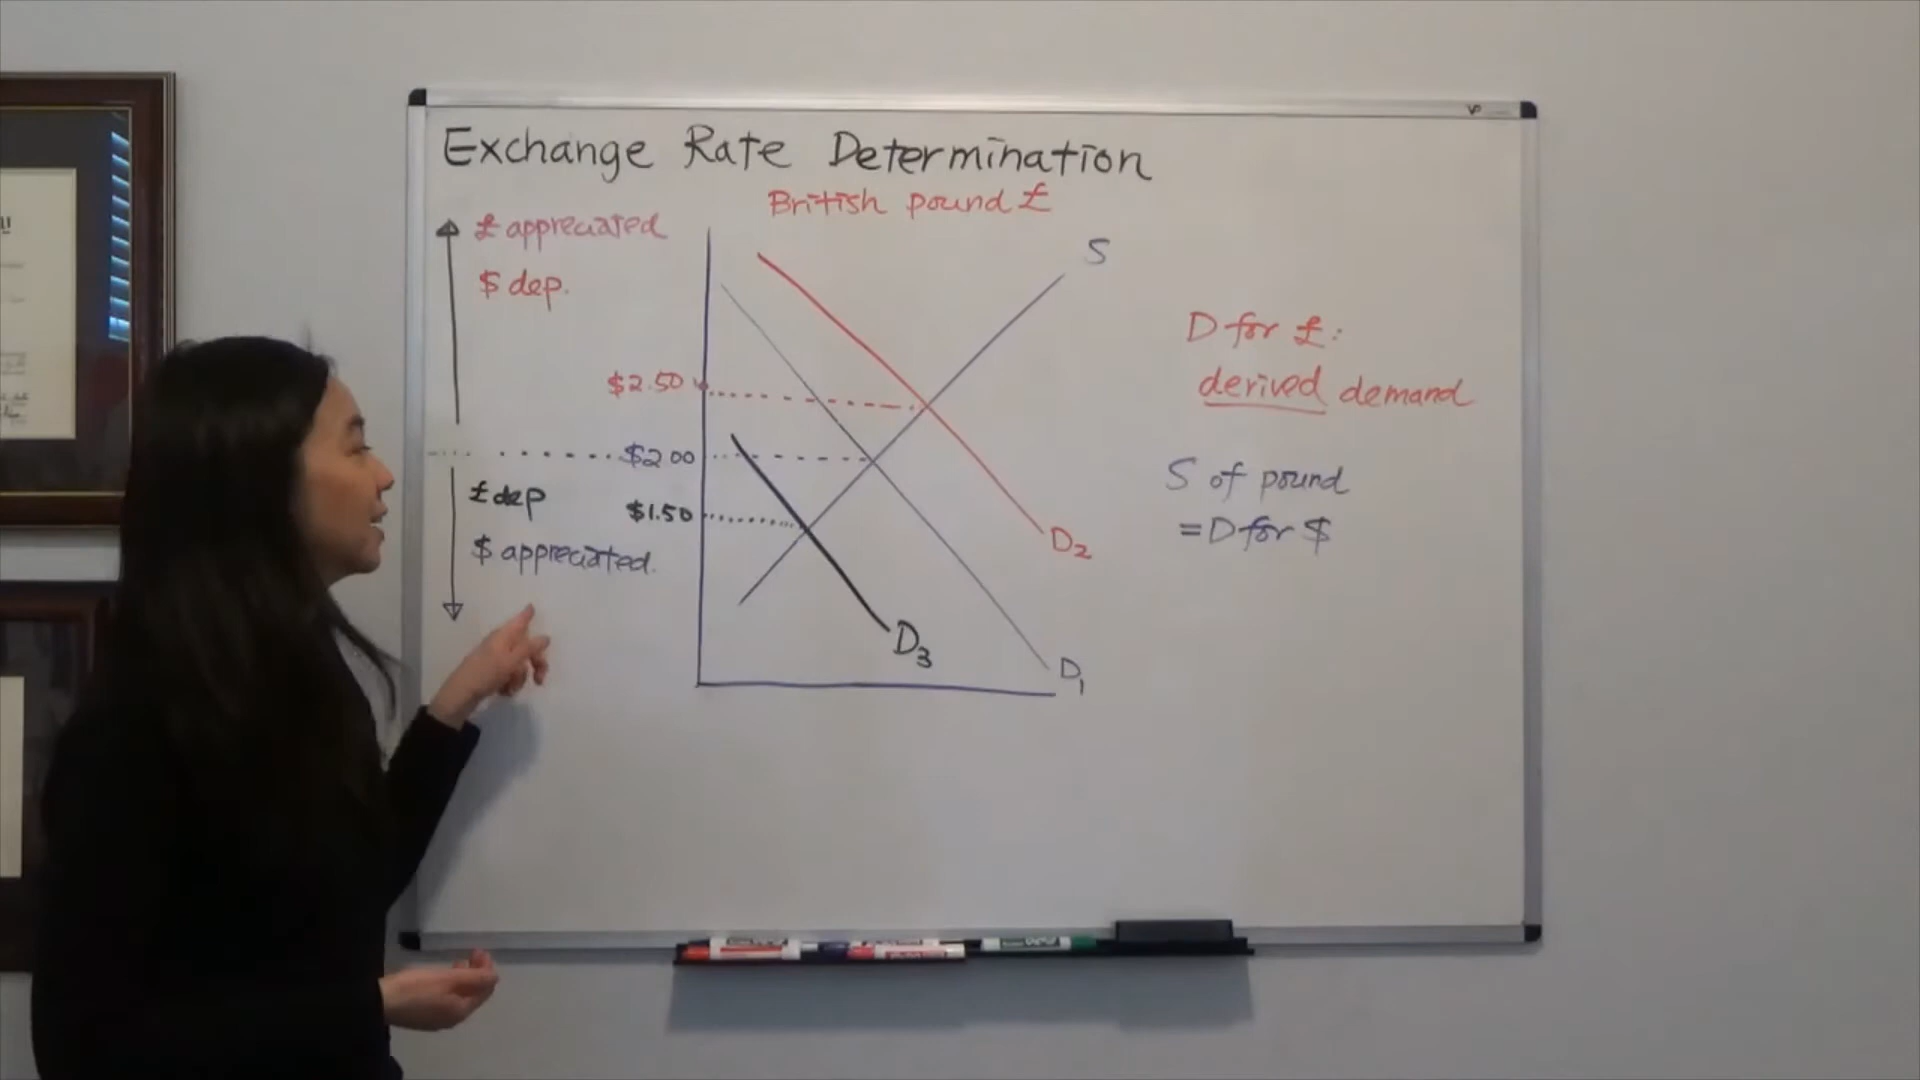 Exchange Rate Determination
British pound £
£ appreciated
$ dep.
S
$2.50
$2.00
£ dep
$1.50
$ appreciated.
D2
D3
D1
D for £:
derived demand
S of pound
= D for $